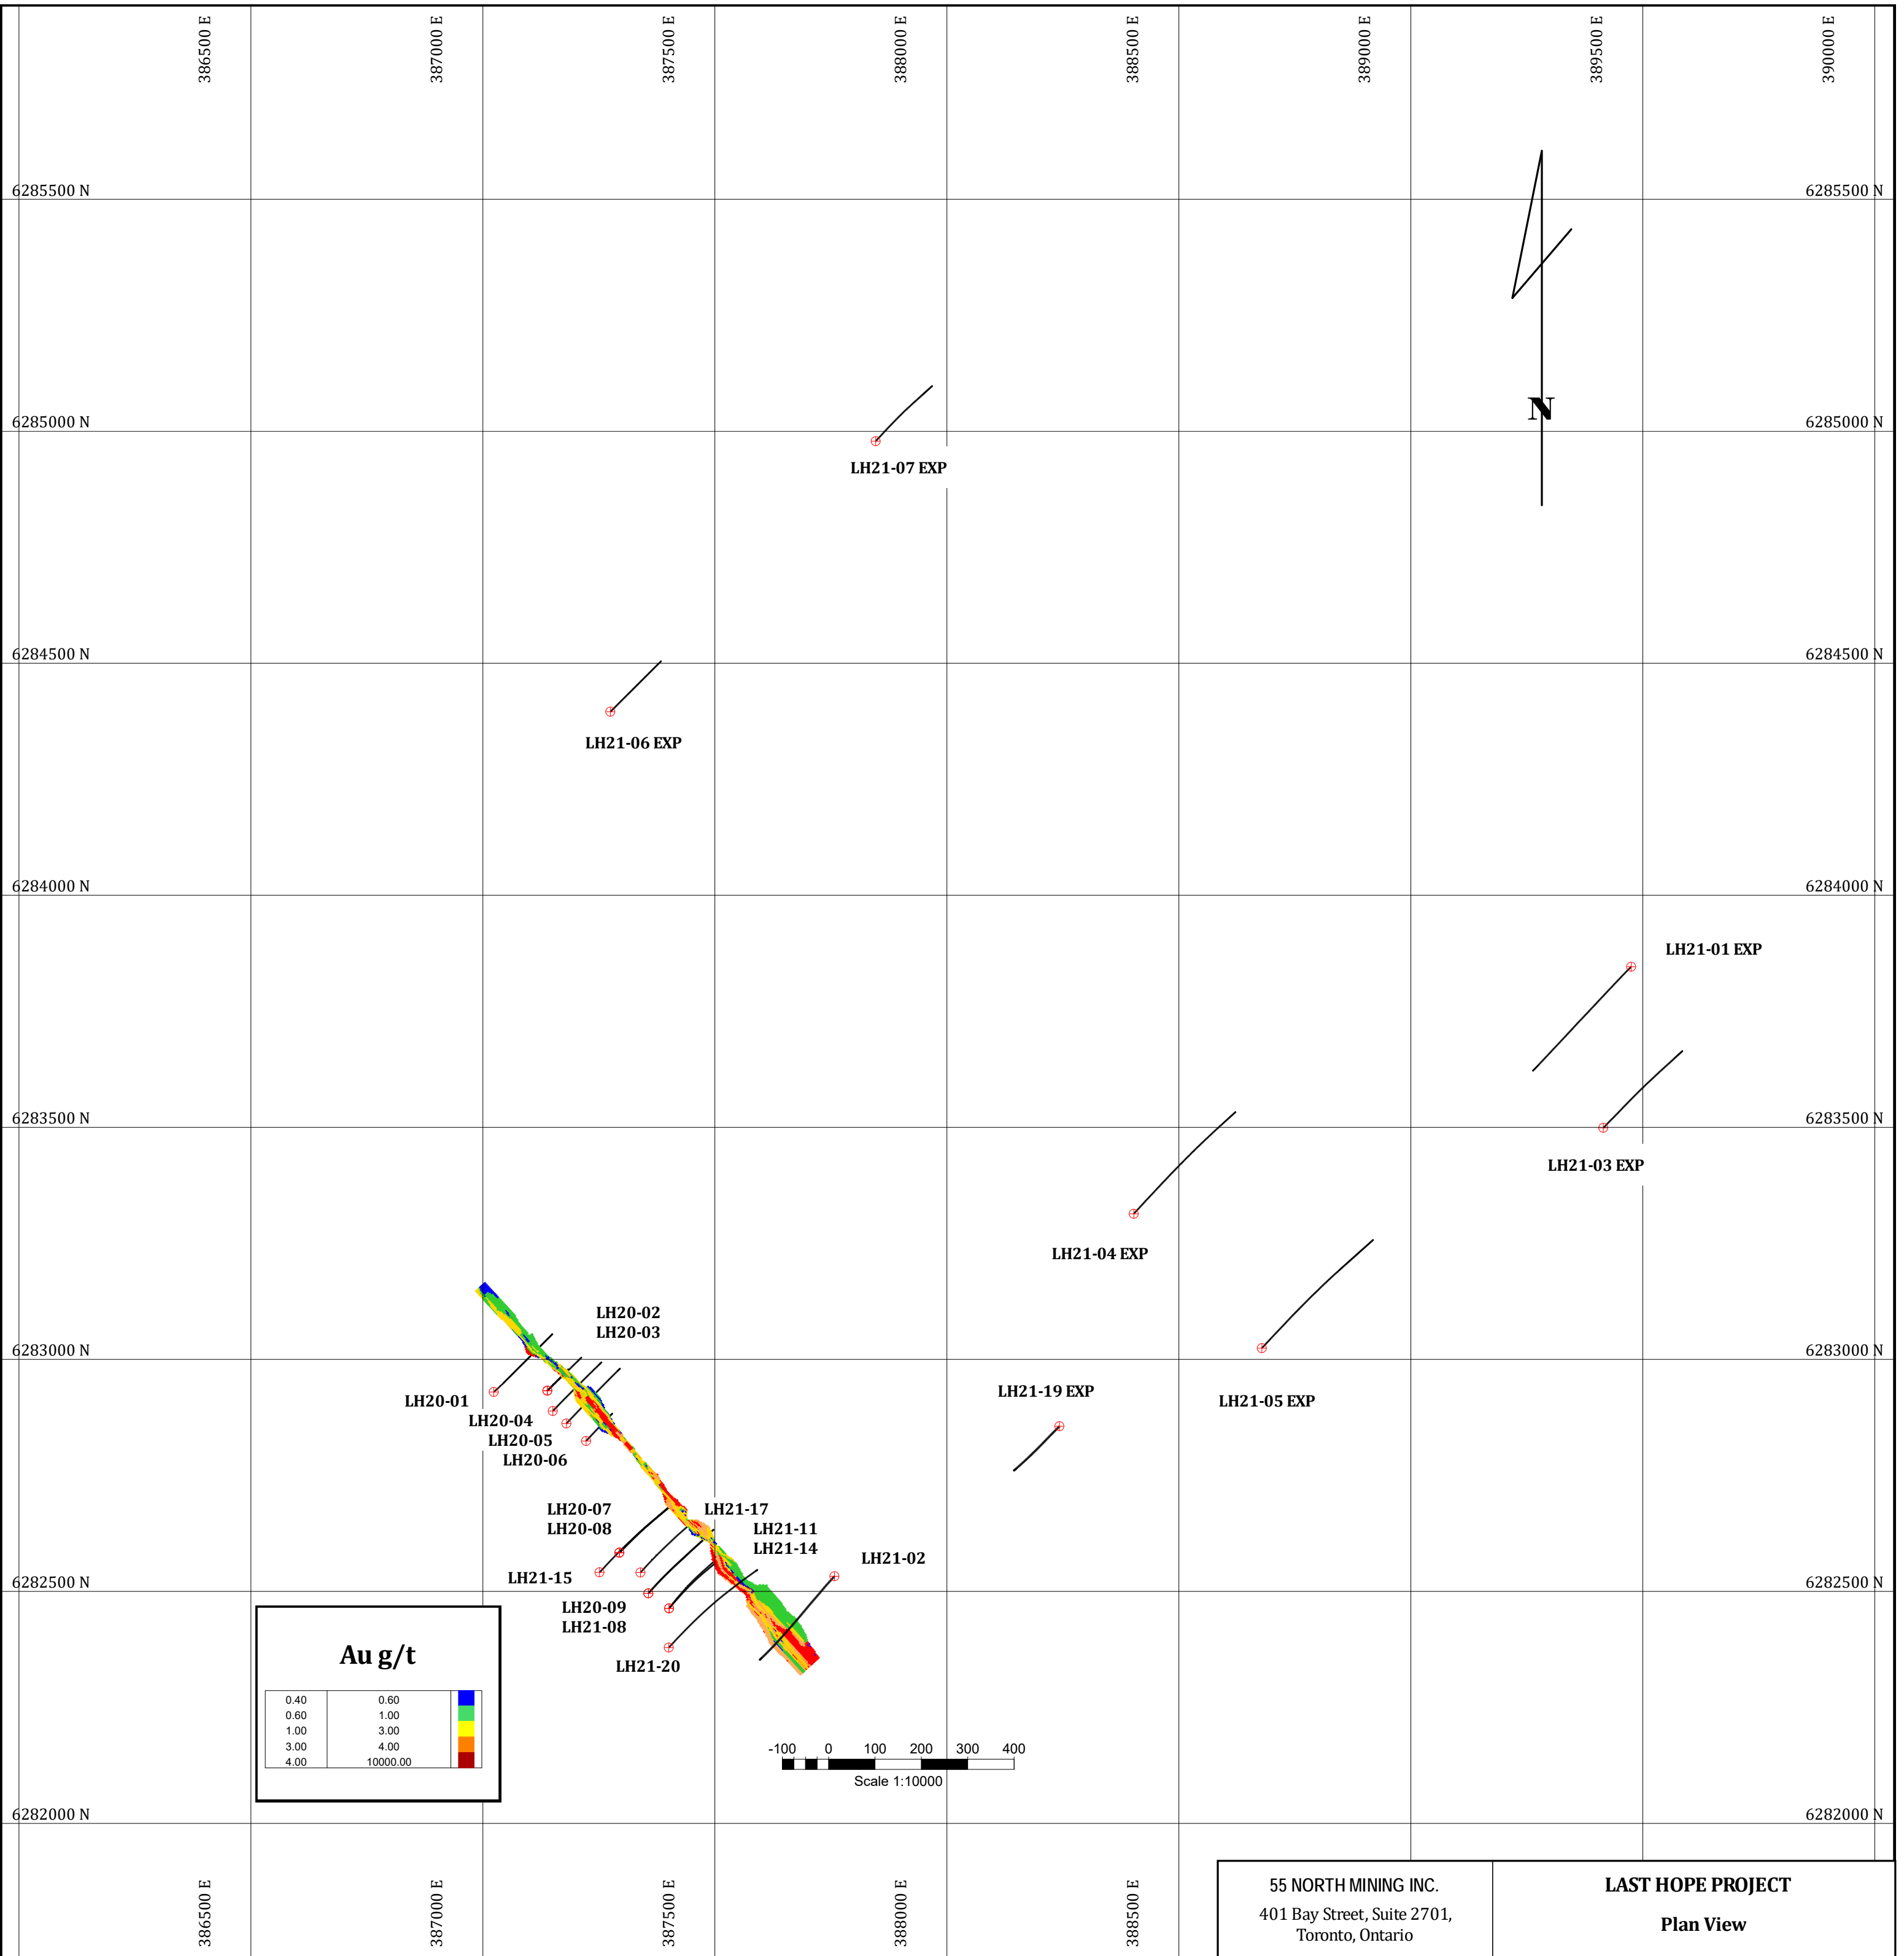 386500 E
387000 E
387500 E
388000 E
388500 E
389000 E
389500 E
390000 E
6285500 N
6285500 N
N
6285000 N
6285000 N
LH21-07 EXP
6284500 N
6284500 N
LH21-06 EXP
6284000 N
6284000 N
LH21-01 EXP
6283500 N
6283500 N
LH21-03 EXP
LH21-04 EXP
LH20-02
LH20-03
6283000 N
6283000 N
LH21-19 EXP
LH21-05 EXP
LH20-01
LH20-04
LH20-05
LH20-06
LH20-07
LH20-08
LH21-17
LH21-11
LH21-14
LH21-02
LH21-15
6282500 N
6282500 N
LH20-09
LH21-08
LH21-20
Au g/t
0.40 0.60
0.60 1.00
1.00 3.00
3.00 4.00
4.00 10000.00
-100 0 100 200 300 400
Scale 1:10000
6282000 N
6282000 N
386500 E
387000 E
387500 E
388000 E
388500 E
55 NORTH MINING INC.
401 Bay Street, Suite 2701,
Toronto, Ontario
LAST HOPE PROJECT
Plan View